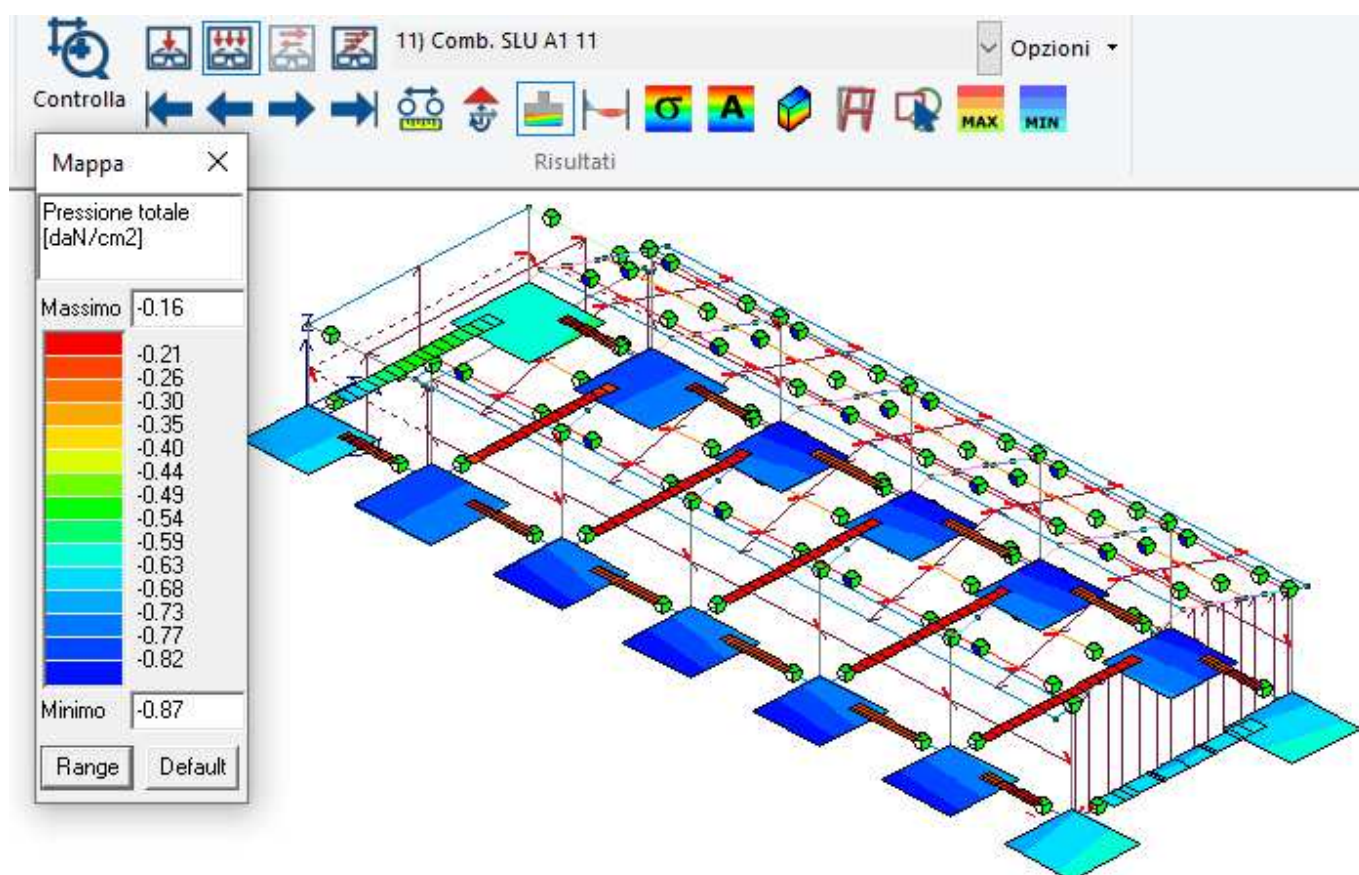 11) Comb. SLU A1 11
Opzioni
Controlla
σ
A
MAX
MIN
Risultati
Mappa
Pressione totale
[daN/cm2]
Massimo
-0.16
-0.21
-0.26
-0.30
-0.35
-0.40
-0.44
-0.49
-0.54
-0.59
-0.63
-0.68
-0.73
-0.77
-0.82
Minimo
-0.87
Range
Default
Z